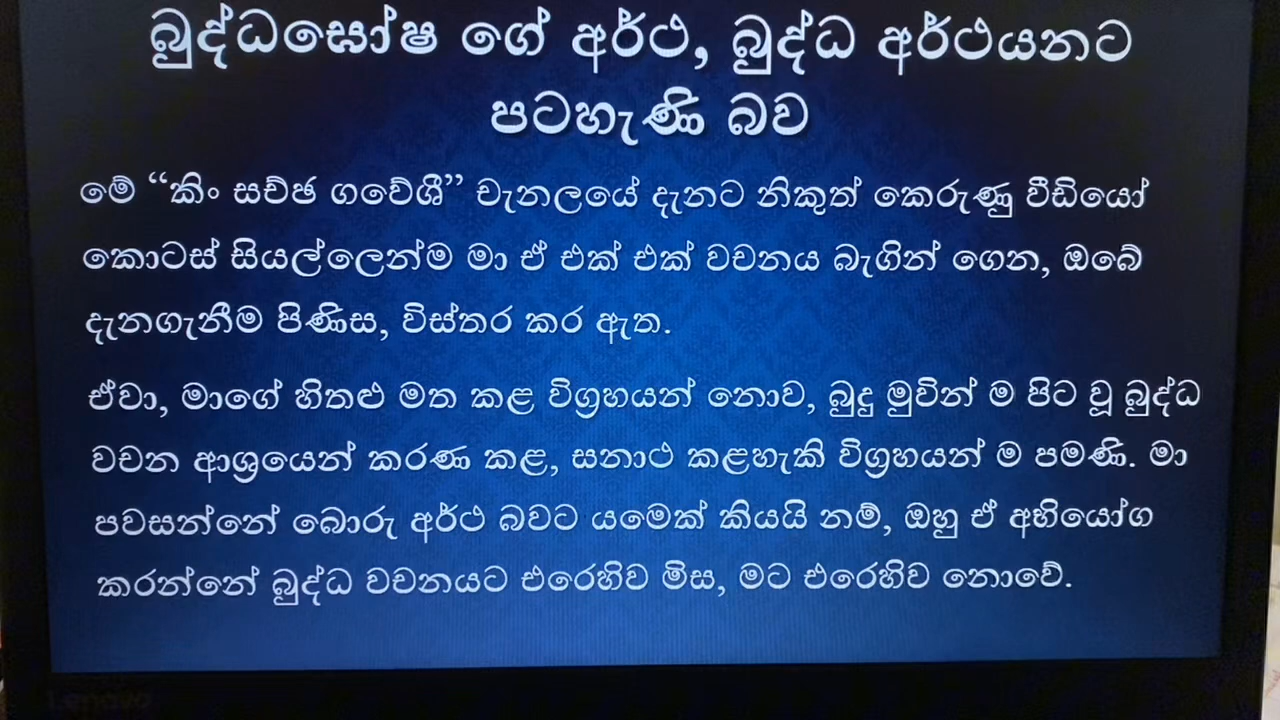 බුද්ධඝෝෂ ගේ අර්ථ, බුද්ධ අර්ථයනට
පටහැණි බව
මේ “කිං සච්ඡ ගවේශී” චැනලයේ දැනට නිකුත් කෙරුණු වීඩියෝ
කොටස් සියල්ලෙන්ම මා ඒ එක් එක් වචනය බැගින් ගෙන, ඔබේ
දැනගැනීම පිණිස, විස්තර කර ඇත.
ඒවා, මාගේ හිතළු මත කළ විග්‍රහයන් නොව, බුදු මුවින් ම පිට වූ බුද්ධ
වචන ආශ්‍රයෙන් කරණ කළ, සනාථ කළහැකි විග්‍රහයන් ම පමණි. මා
පවසන්නේ බොරු අර්ථ බවට යමෙක් කියයි නම්, ඔහු ඒ අභියෝග
කරන්නේ බුද්ධ වචනයට එරෙහිව මිස, මට එරෙහිව නොවේ.
Lenovo